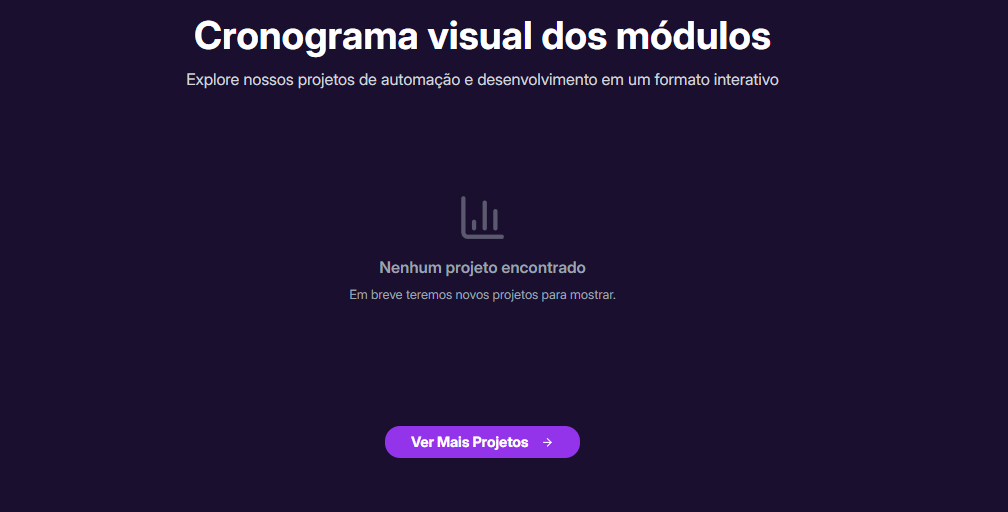 Cronograma visual dos módulos
Explore nossos projetos de automação e desenvolvimento em um formato interativo
Nenhum projeto encontrado
Em breve teremos novos projetos para mostrar.
Ver Mais Projetos →